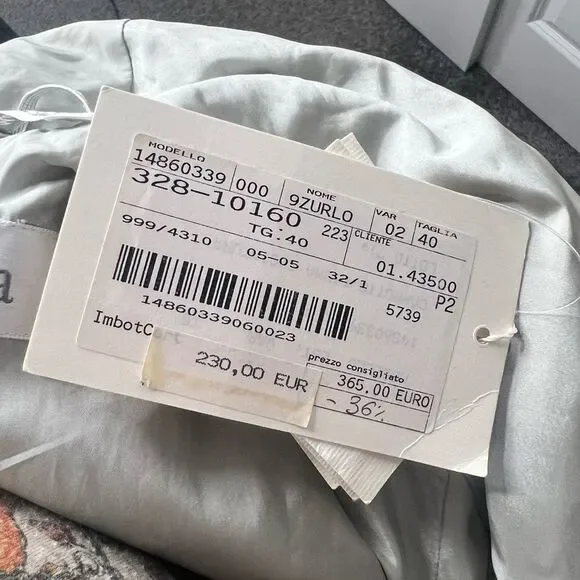 MODELLO NOME VAR TAGLIA
14860339 000 9ZURLO 02 40
328-10160 223 CLIENTE
TG.40 01.43500
999/4310 05-05 32/1 5739 P2
14860339060023
prezzo consigliato
230,00 EUR 365.00 EURO
- 36%
a